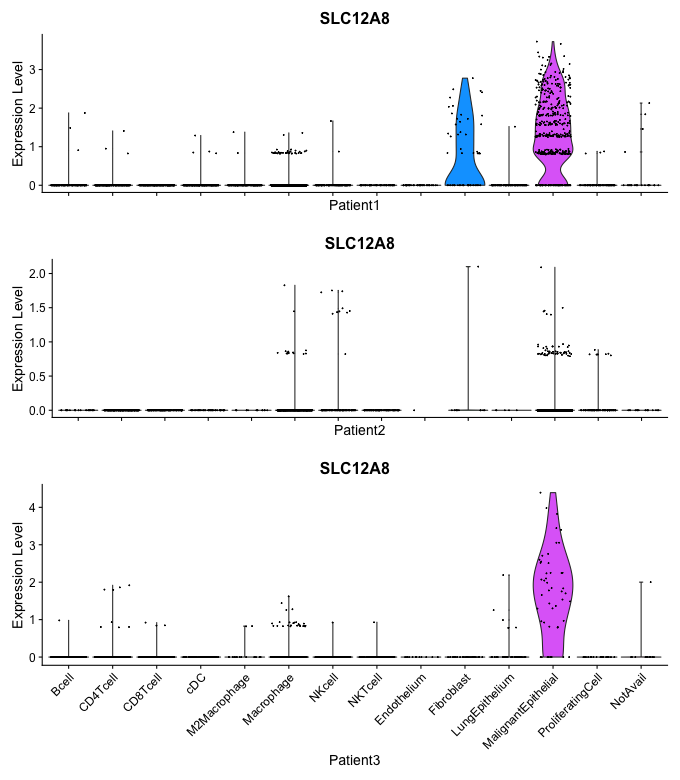 SLC12A8
Expression Level
3
2
1
0
Patient1
SLC12A8
Expression Level
2.0
1.5
1.0
0.5
0.0
Patient2
SLC12A8
Expression Level
4
3
2
1
0
Bcell
CD4Tcell
CD8Tcell
cDC
M2Macrophage
Macrophage
NKcell
NKTcell
Endothelium
Fibroblast
LungEpithelium
MalignantEpithelial
ProliferatingCell
NotAvail
Patient3